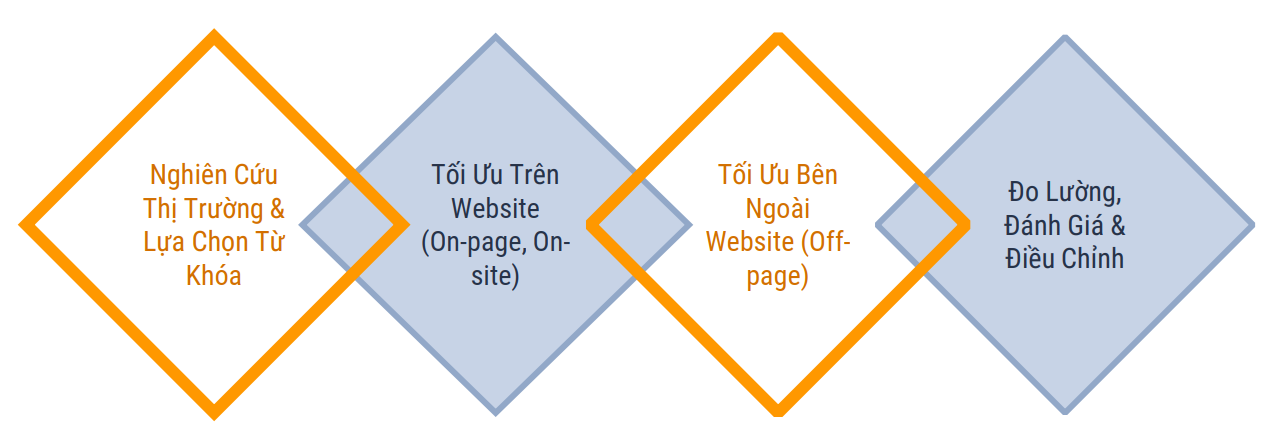 Nghiên Cứu
Thị Trường &
Lựa Chọn Từ
Khóa
Tối Ưu Trên
Website
(On-page, On-
site)
Tối Ưu Bên
Ngoài
Website (Off-
page)
Đo Lường,
Đánh Giá &
Điều Chỉnh